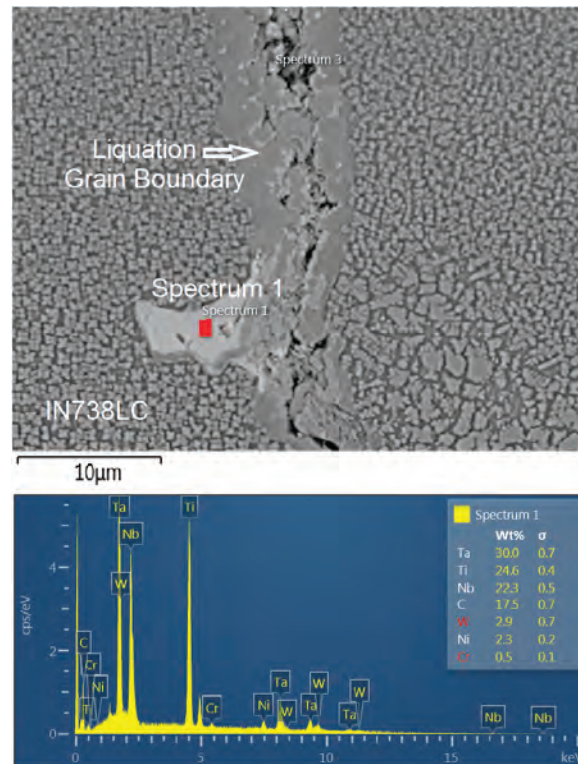 Spectrum 3
Liquation
Grain Boundary
Spectrum 1
Spectrum 1
IN738LC
10µm
Ta
Ti
Nb
W
C
Cr
Ni
Ta
W
Ni
W
Cr
Ta
W
Ta
Nb
Nb
cps/eV
4
2
0
0
5
10
15
keV
Spectrum 1
Wt% σ
Ta 30.0 0.7
Ti 24.6 0.4
Nb 22.3 0.5
C 17.5 0.7
W 2.9 0.7
Ni 2.3 0.2
Cr 0.5 0.1